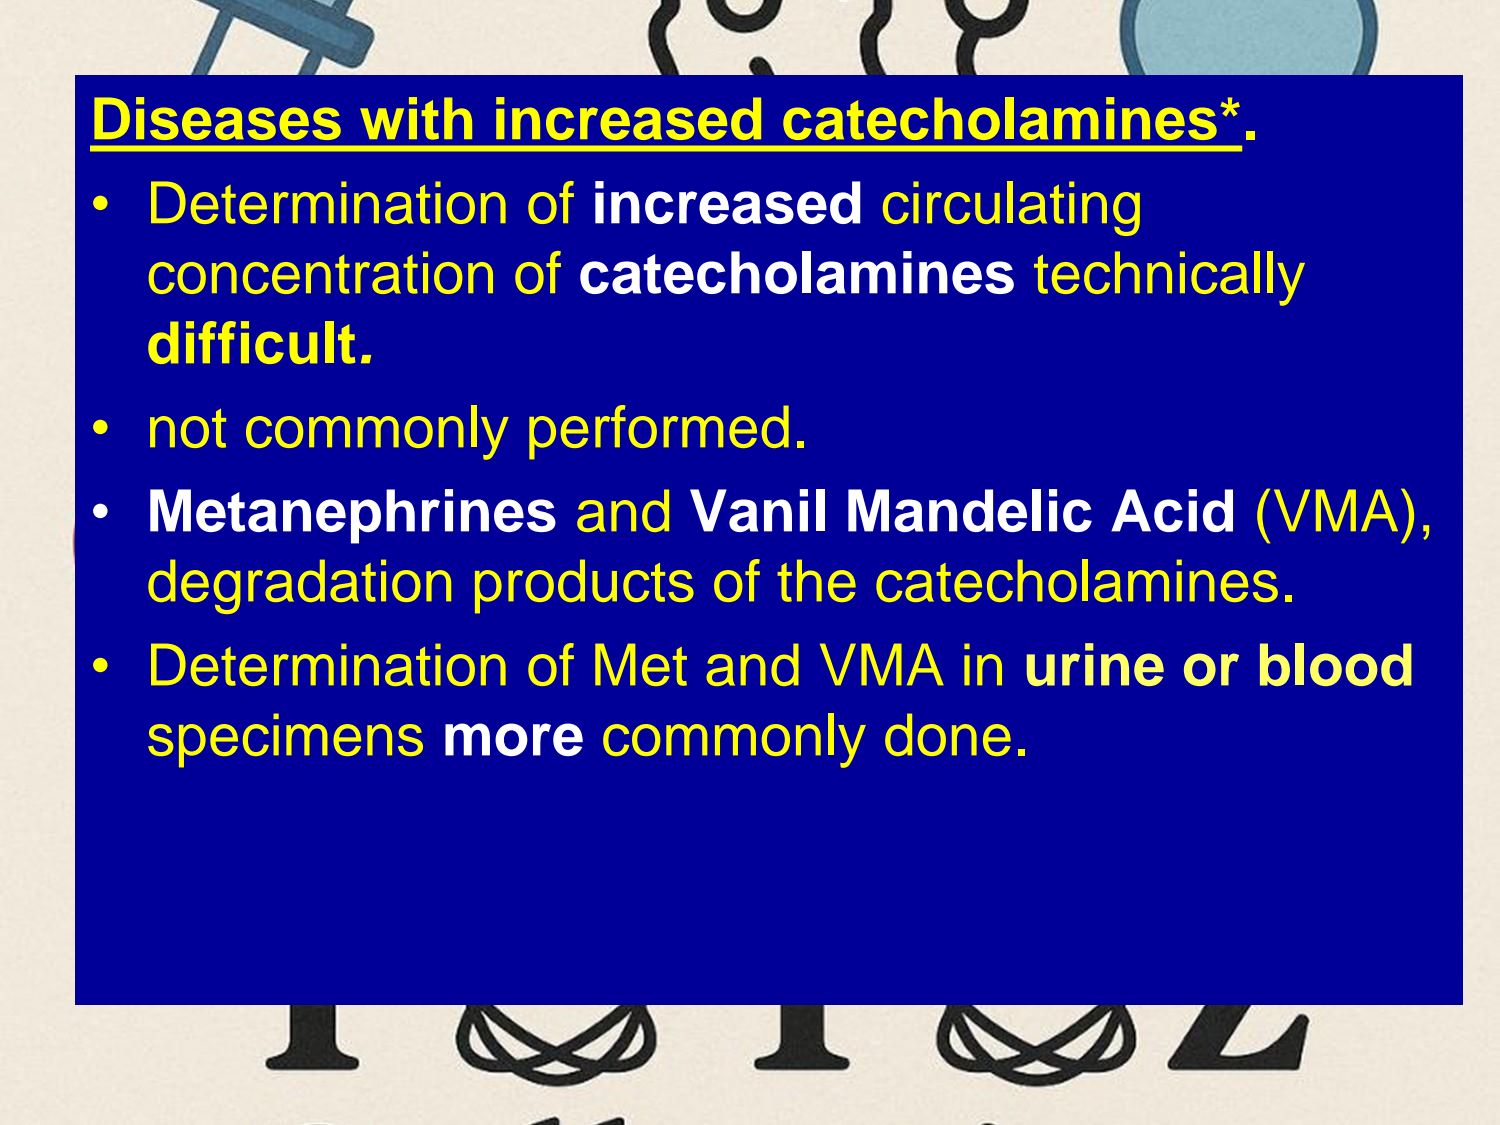 Diseases with increased catecholamines*.
• Determination of increased circulating
concentration of catecholamines technically
difficult.
• not commonly performed.
• Metanephrines and Vanil Mandelic Acid (VMA),
degradation products of the catecholamines.
• Determination of Met and VMA in urine or blood
specimens more commonly done.